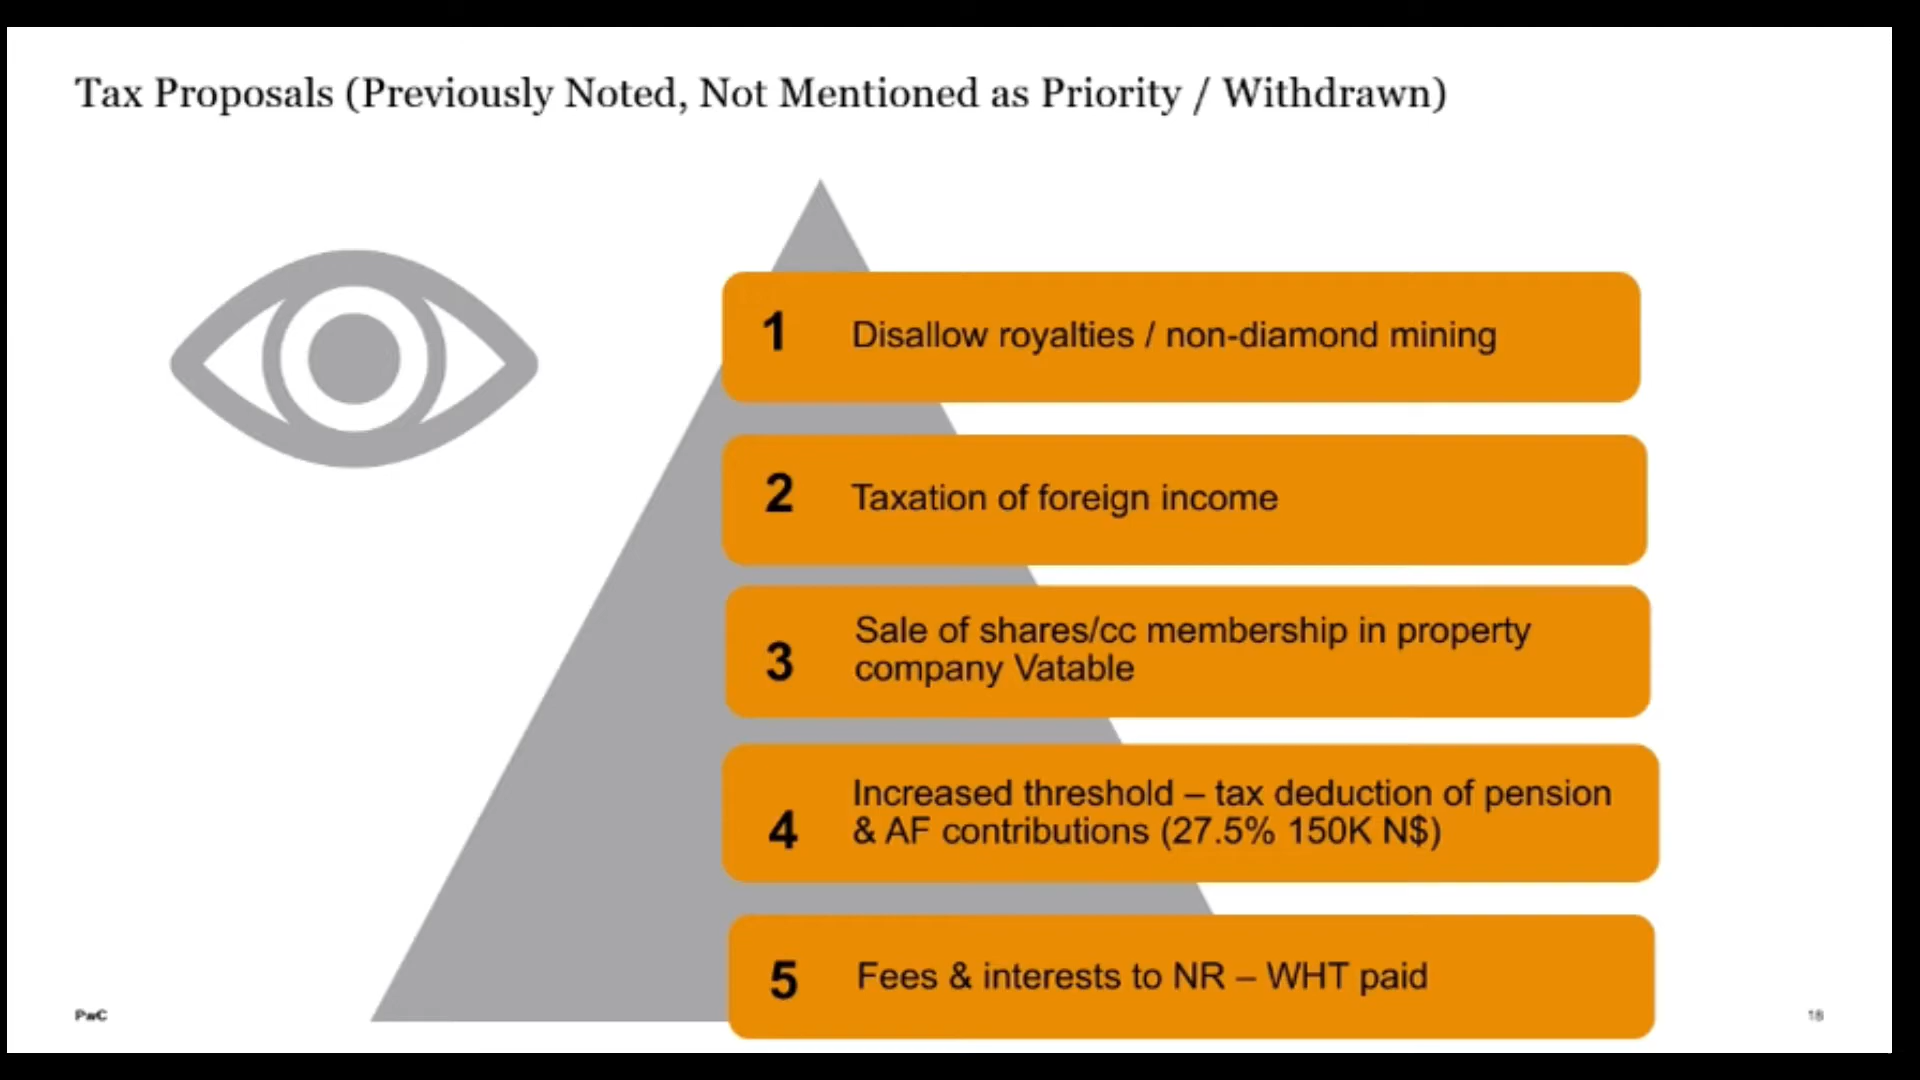 Tax Proposals (Previously Noted, Not Mentioned as Priority / Withdrawn)
1 Disallow royalties / non-diamond mining
2 Taxation of foreign income
3 Sale of shares/cc membership in property
company Vatable
4 Increased threshold – tax deduction of pension
& AF contributions (27.5% 150K N$)
5 Fees & interests to NR – WHT paid
PwC
18